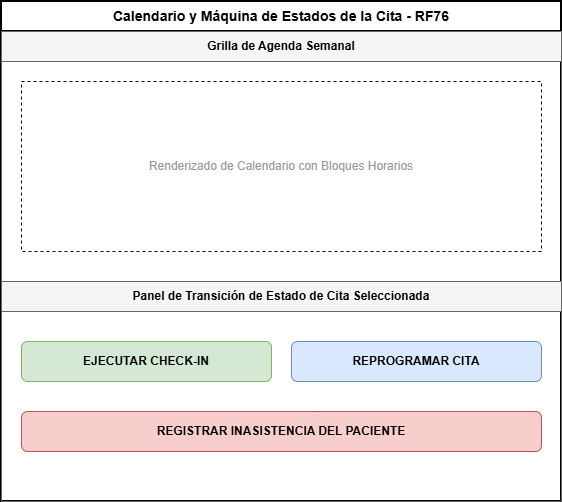 Calendario y Máquina de Estados de la Cita - RF76
Grilla de Agenda Semanal
Renderizado de Calendario con Bloques Horarios
Panel de Transición de Estado de Cita Seleccionada
EJECUTAR CHECK-IN
REPROGRAMAR CITA
REGISTRAR INASISTENCIA DEL PACIENTE